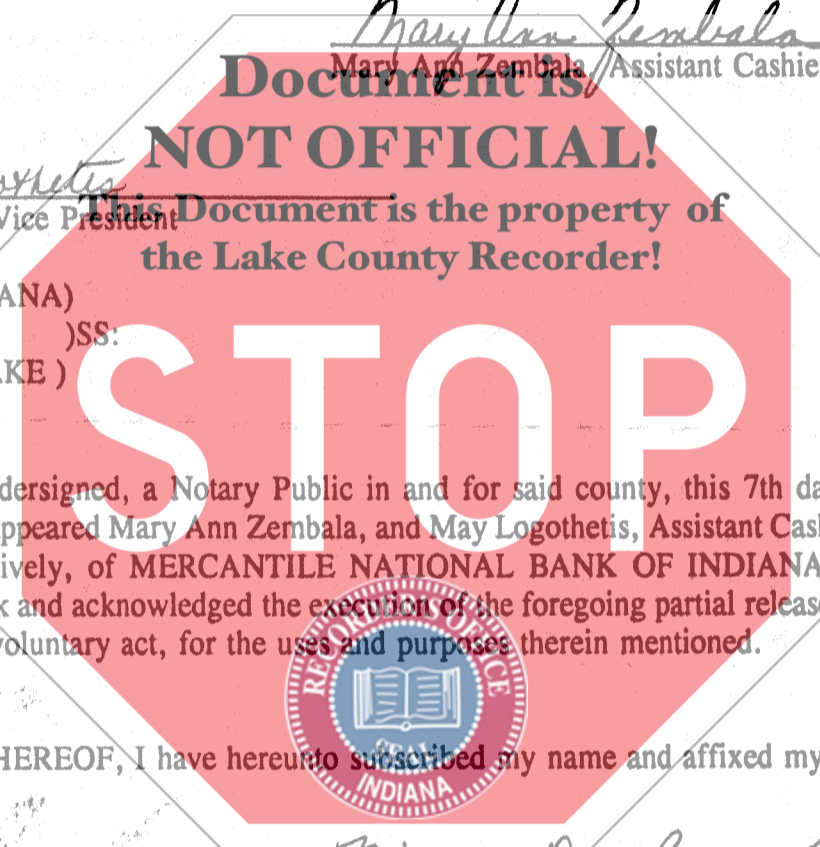 Mary Ann Zembala
Mary Ann Zembala, Assistant Cashie
Document is
NOT OFFICIAL!
othetis
Vice President
This Document is the property of
the Lake County Recorder!
ANA)
)SS:
KE )
STOP
dersigned, a Notary Public in and for said county, this 7th da
ppeared Mary Ann Zembala, and May Logothetis, Assistant Cash
ively, of MERCANTILE NATIONAL BANK OF INDIANA
k and acknowledged the execution of the foregoing partial release
voluntary act, for the uses and purposes therein mentioned.
RECORDER'S OFFICE
SEAL
INDIANA
HEREOF, I have hereunto subscribed my name and affixed my